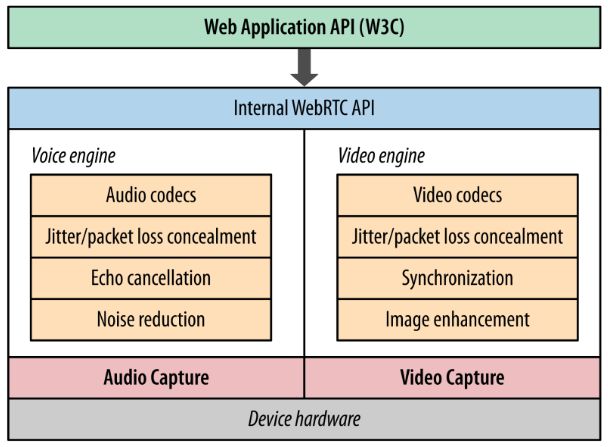 Web Application API (W3C)
Internal WebRTC API
Voice engine
Audio codecs
Jitter/packet loss concealment
Echo cancellation
Noise reduction
Video engine
Video codecs
Jitter/packet loss concealment
Synchronization
Image enhancement
Audio Capture
Video Capture
Device hardware